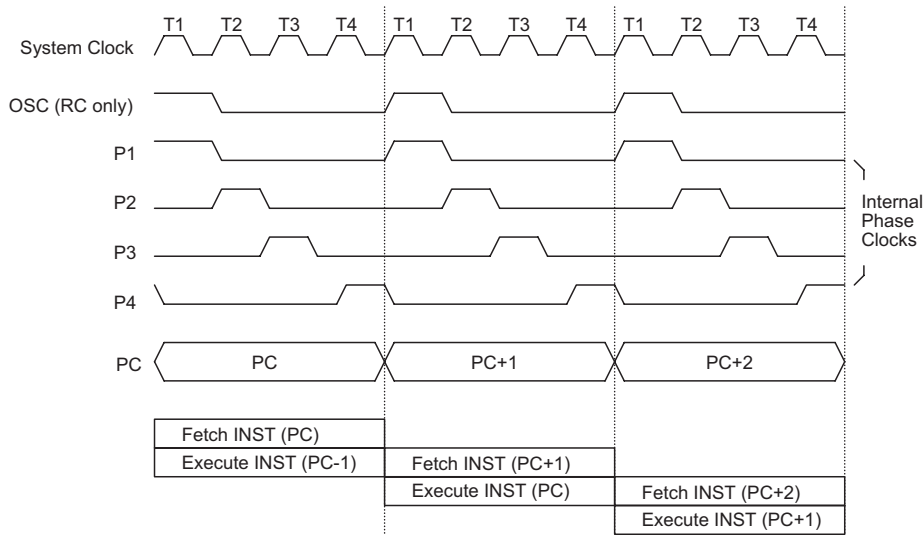 T1 T2 T3 T4 T1 T2 T3 T4 T1 T2 T3 T4
System Clock
OSC (RC only)
P1
P2
P3
P4
Internal
Phase
Clocks
PC PC PC+1 PC+2
Fetch INST (PC)
Execute INST (PC-1) Fetch INST (PC+1)
Execute INST (PC) Fetch INST (PC+2)
Execute INST (PC+1)